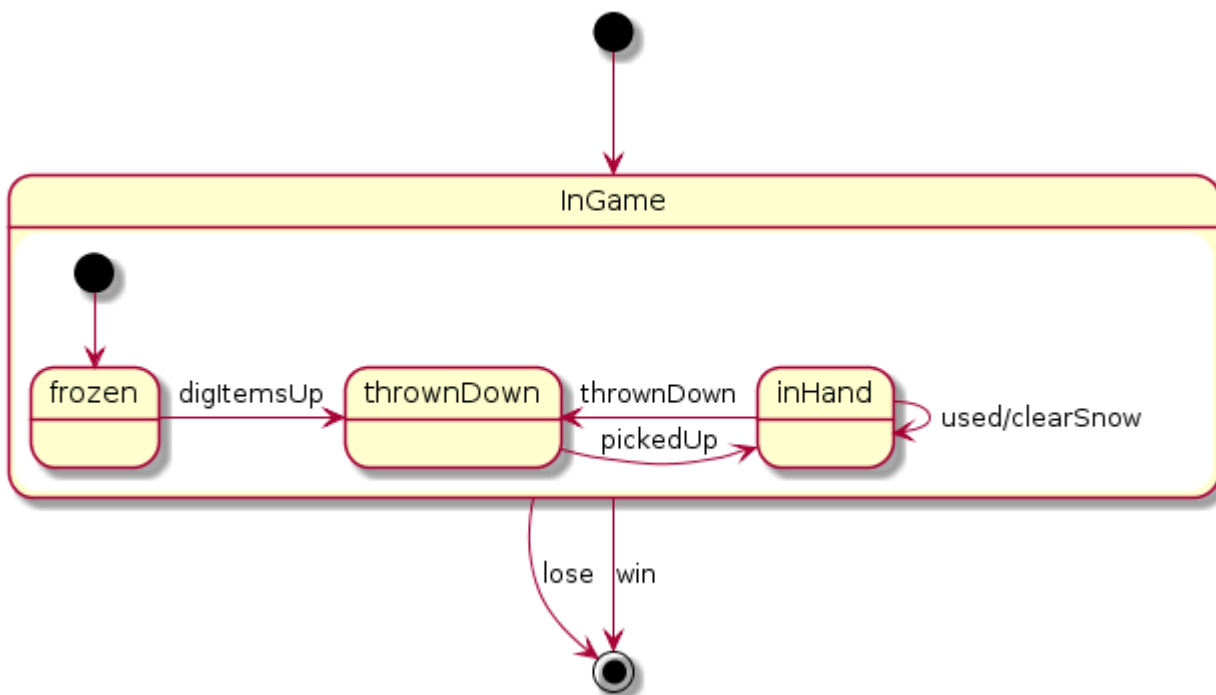 InGame
frozen
digItemsUp
thrownDown
thrownDown
pickedUp
inHand
used/clearSnow
lose
win